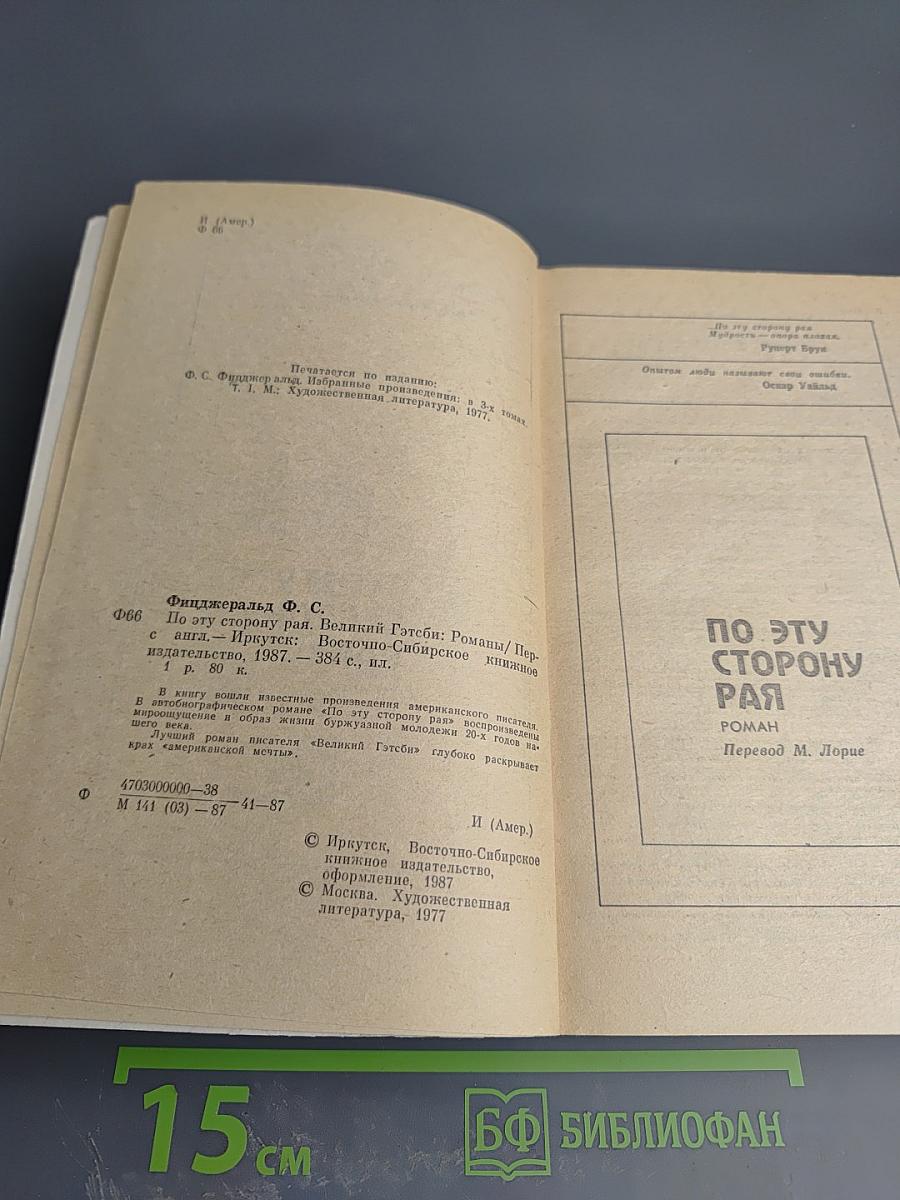 И (Амер.)
Ф 66
Печатается по изданию:
Ф. С. Фицджеральд. Избранные произведения: в 3-х томах.
Т. I. М.: Художественная литература, 1977.
Фицджеральд Ф. С.
Ф66 По эту сторону рая. Великий Гэтсби: Романы/ Пер.
с англ.— Иркутск: Восточно-Сибирское книжное
издательство, 1987. — 384 с., ил.
1 р. 80 к.
В книгу вошли известные произведения американского писателя.
В автобиографическом романе «По эту сторону рая» воспроизведены
мироощущение и образ жизни буржуазной молодежи 20-х годов на-
шего века.
Лучший роман писателя «Великий Гэтсби» глубоко раскрывает
крах «американской мечты».
Ф 4703000000—38
М 141 (03) —87 —41—87
И (Амер.)
© Иркутск, Восточно-Сибирское
книжное издательство,
оформление, 1987
© Москва. Художественная
литература, 1977
По эту сторону рая
Мудрость — опора плохая.
Руперт Брук
Опытом люди называют свои ошибки.
Оскар Уайльд
ПО ЭТУ
СТОРОНУ
РАЯ
РОМАН
Перевод М. Лорие
15 см
БФ БИБЛИОФАН